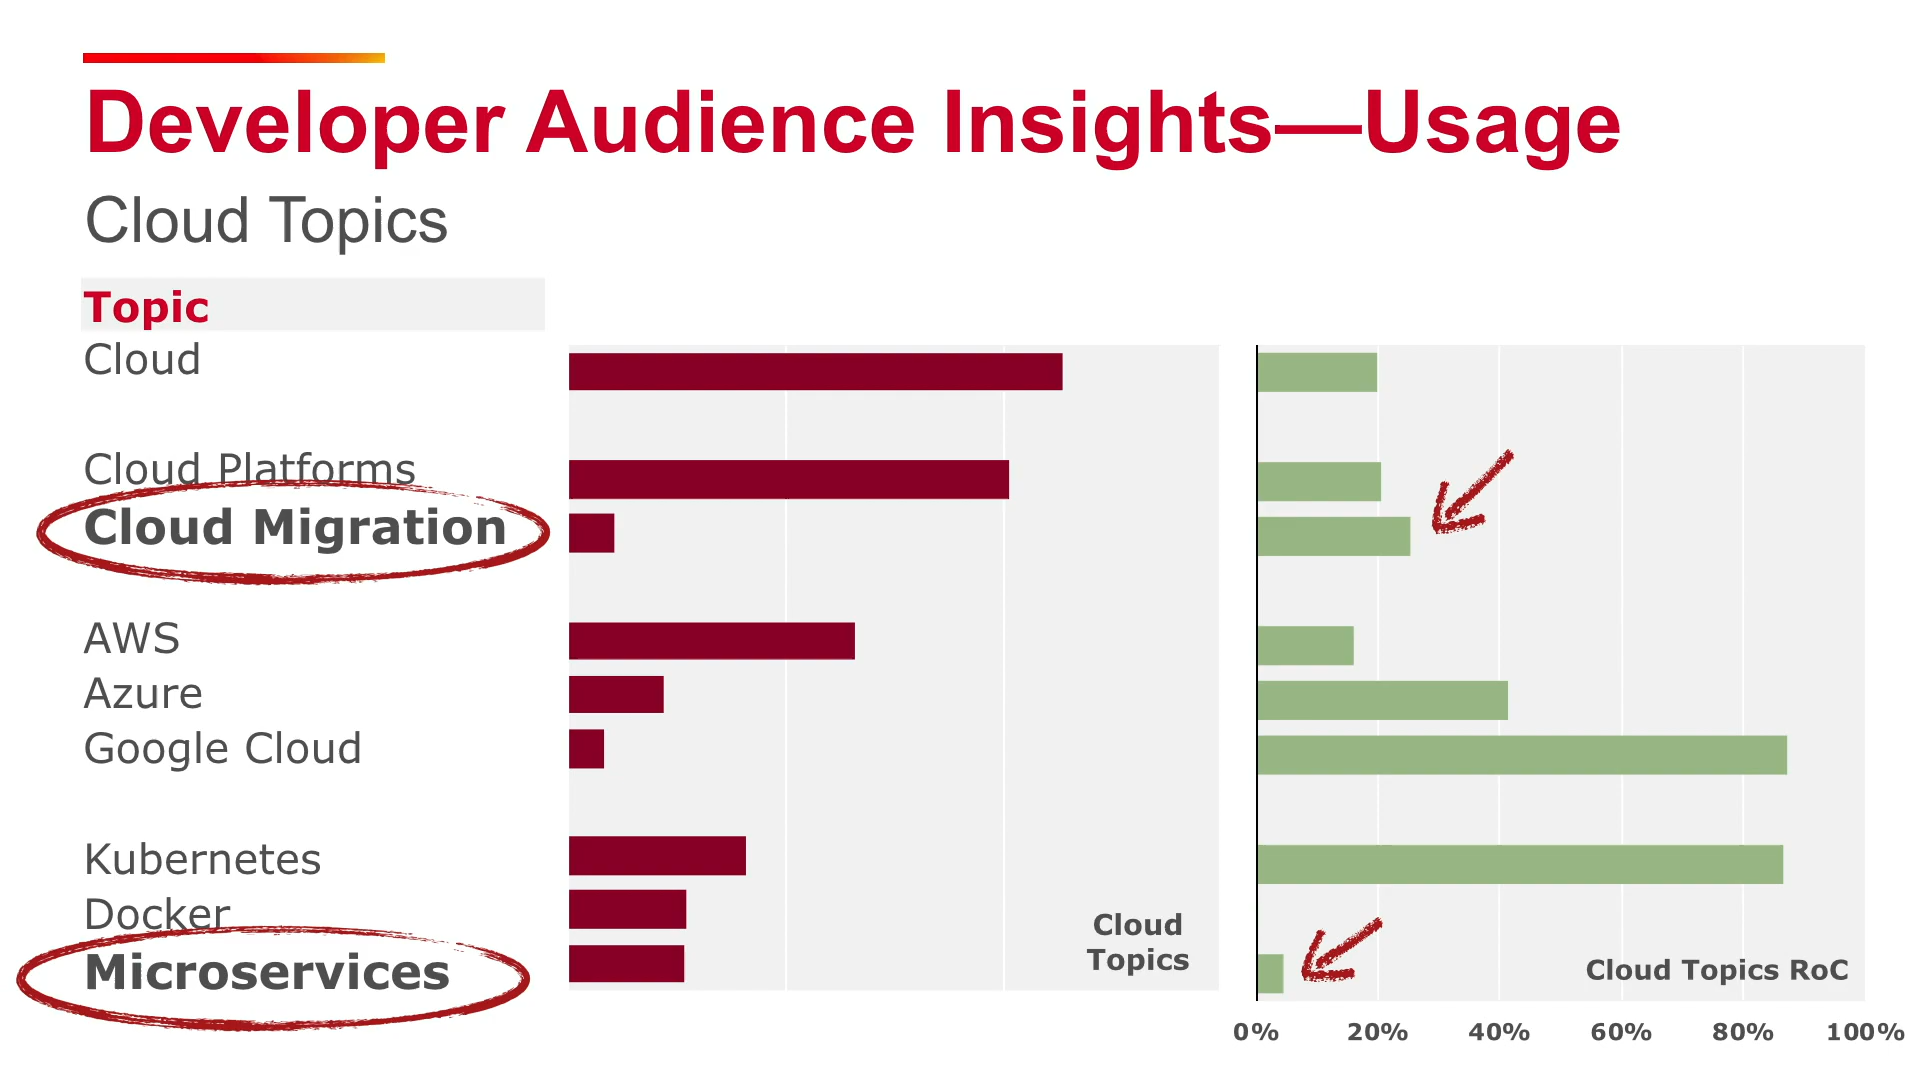 Developer Audience Insights—Usage
Cloud Topics
Topic
Cloud
Cloud Platforms
Cloud Migration
AWS
Azure
Google Cloud
Kubernetes
Docker
Microservices
Cloud
Topics
Cloud Topics RoC
0% 20% 40% 60% 80% 100%